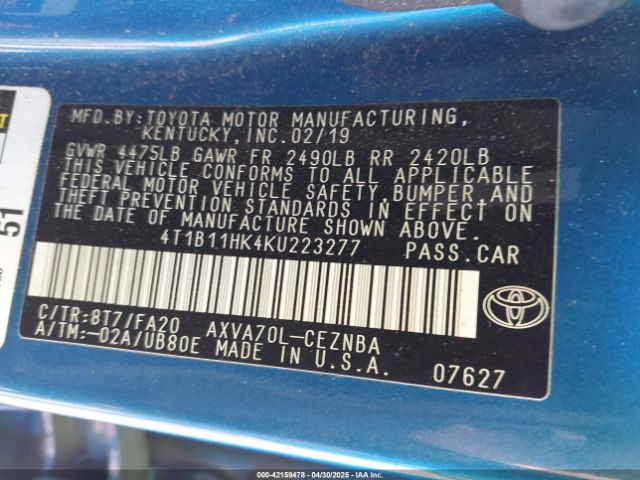 MFD.BY:TOYOTA MOTOR MANUFACTURING,
KENTUCKY, INC. 02/19
GVWR 4475LB GAWR FR 2490LB RR 2420LB
THIS VEHICLE CONFORMS TO ALL APPLICABLE
FEDERAL MOTOR VEHICLE SAFETY, BUMPER, AND
THEFT PREVENTION STANDARDS IN EFFECT ON
THE DATE OF MANUFACTURE SHOWN ABOVE.
4T1B11HK4KU223277 PASS.CAR
C/TR:8T7/FA20 AXVA70L-CEZNBA
A/TM:-02A/UB80E MADE IN U.S.A.
07627
51
000-42159478 | 04/30/2025 | IAAI.COM